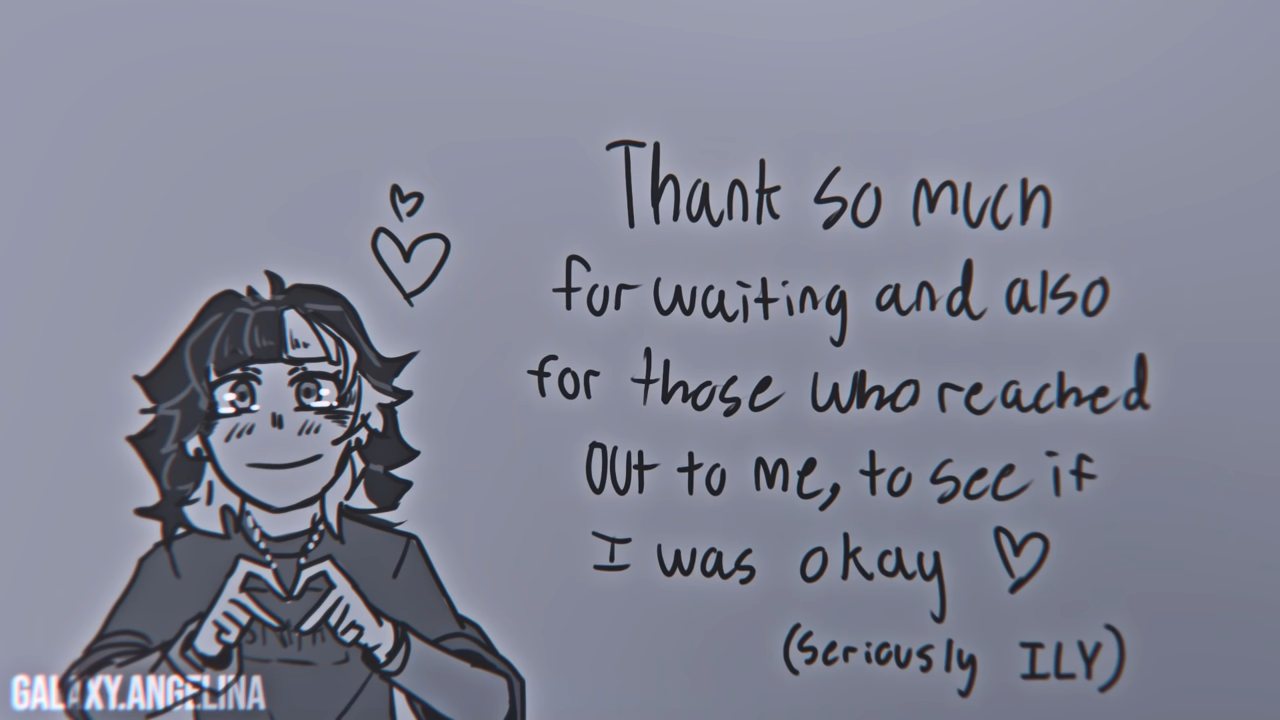 Thank so much
for waiting and also
for those who reached
out to me, to see if
I was okay ♡
(Seriously ILY)
GALAXY.ANGELINA